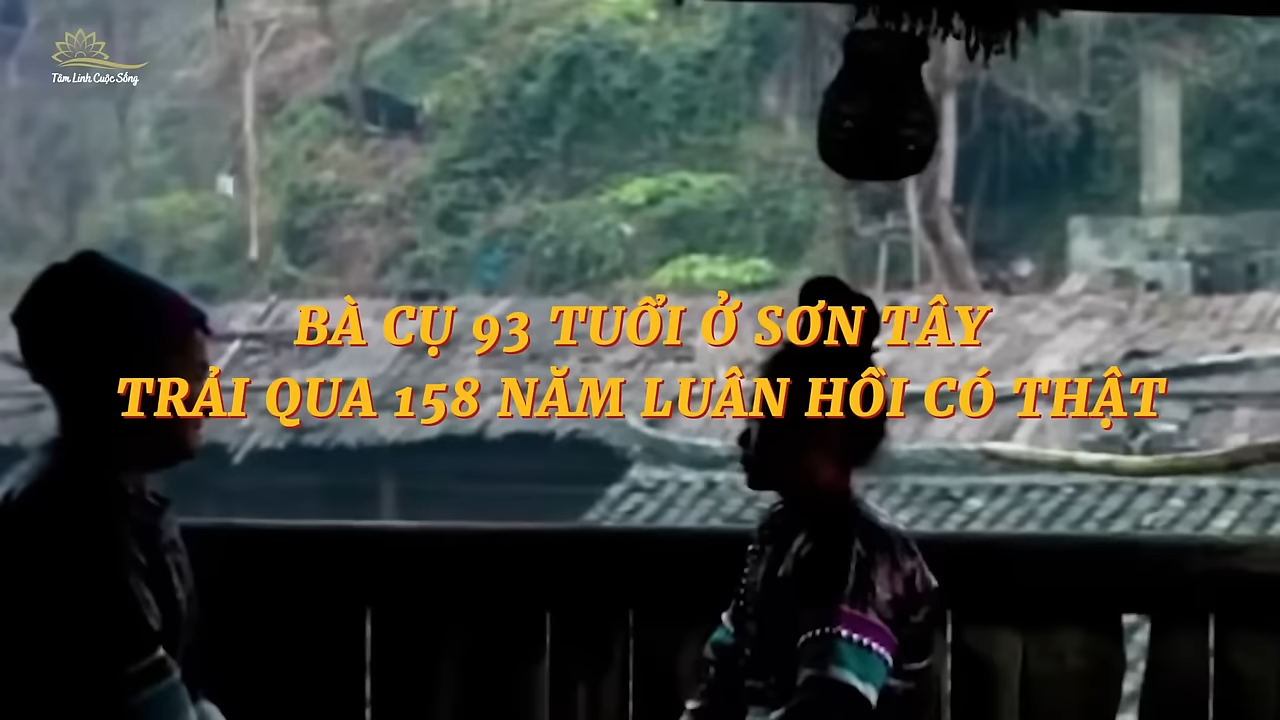 Tâm Linh Cuộc Sống
BÀ CỤ 93 TUỔI Ở SƠN TÂY
TRẢI QUA 158 NĂM LUÂN HỒI CÓ THẬT